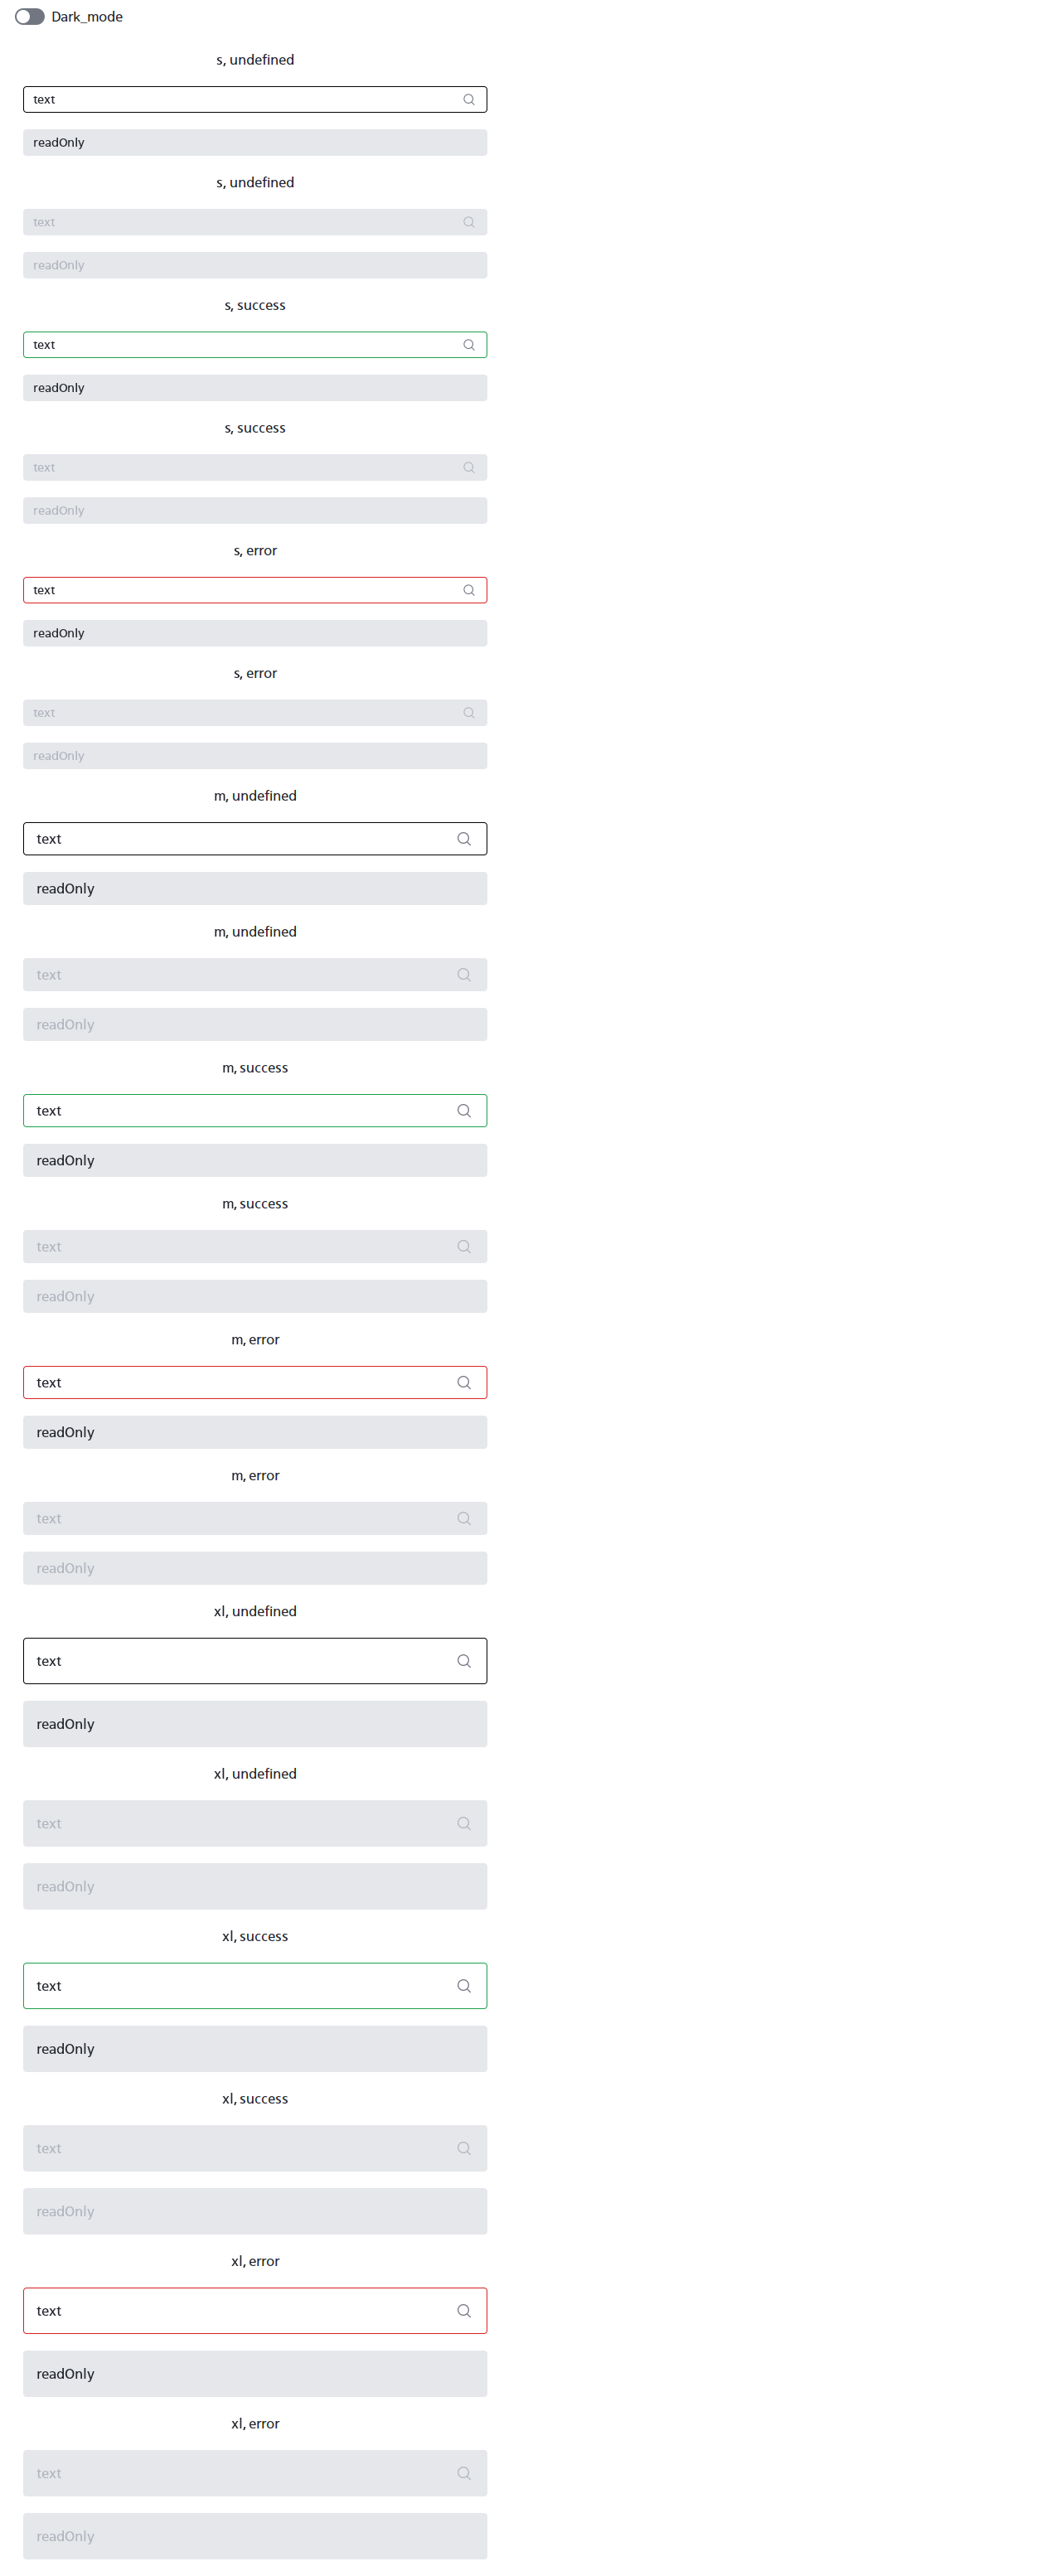 Dark_mode
s, undefined
text
readOnly
s, undefined
text
readOnly
s, success
text
readOnly
s, success
text
readOnly
s, error
text
readOnly
s, error
text
readOnly
m, undefined
text
readOnly
m, undefined
text
readOnly
m, success
text
readOnly
m, success
text
readOnly
m, error
text
readOnly
m, error
text
readOnly
xl, undefined
text
readOnly
xl, undefined
text
readOnly
xl, success
text
readOnly
xl, success
text
readOnly
xl, error
text
readOnly
xl, error
text
readOnly